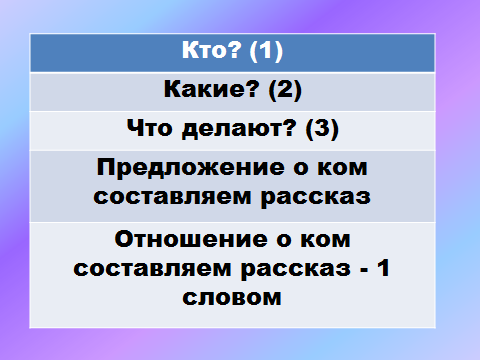 Кто? (1)
Какие? (2)
Что делают? (3)
Предложение о ком
составляем рассказ
Отношение о ком
составляем рассказ - 1
словом